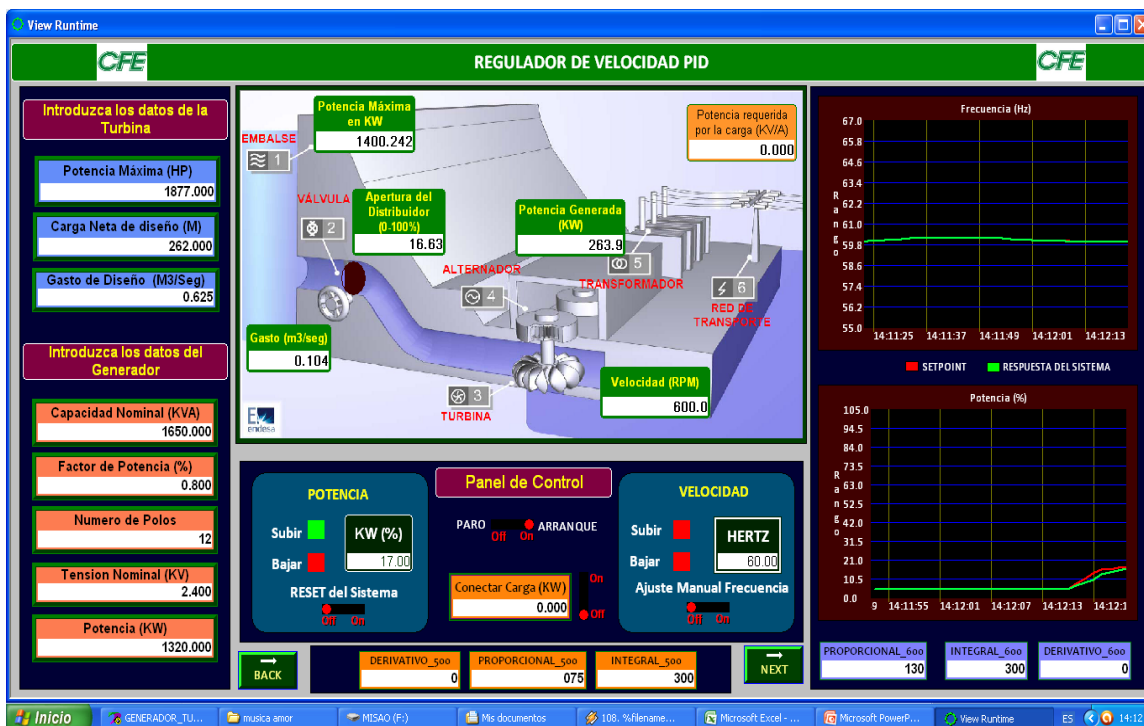 View Runtime
CFE
REGULADOR DE VELOCIDAD PID
CFE
Introduzca los datos de la
Turbina
Potencia Máxima (HP)
1877.000
Carga Neta de diseño (M)
262.000
Gasto de Diseño (M3/Seg)
0.625
Introduzca los datos del
Generador
Capacidad Nominal (KVA)
1650.000
Factor de Potencia (%)
0.800
Numero de Polos
12
Tension Nominal (KV)
2.400
Potencia (KW)
1320.000
Potencia Máxima
en KW
1400.242
EMBALSE
1
Potencia requerida
por la carga (KV/A)
0.000
VÁLVULA
2
Apertura del
Distribuidor
(0-100%)
16.63
Potencia Generada
(KW)
263.9
ALTERNADOR
4
5
TRANSFORMADOR
6
RED DE
TRANSPORTE
Gasto (m3/seg)
0.104
3
TURBINA
Velocidad (RPM)
600.0
endesa
POTENCIA
Subir
Bajar
KW (%)
17.00
RESET del Sistema
Off On
Panel de Control
PARO ARRANQUE
Off On
Conectar Carga (KW)
0.000
On
Off
VELOCIDAD
Subir
Bajar
HERTZ
60.00
Ajuste Manual Frecuencia
Off On
BACK
DERIVATIVO_500
0
PROPORCIONAL_500
075
INTEGRAL_500
300
NEXT
Frecuencia (Hz)
67.0
65.8
64.6
63.4
62.2
61.0
59.8
58.6
57.4
56.2
55.0
Rango
14:11:25 14:11:37 14:11:49 14:12:01 14:12:13
SETPOINT RESPUESTA DEL SISTEMA
Potencia (%)
105.0
94.5
84.0
73.5
63.0
52.5
42.0
31.5
21.0
10.5
0.0
Rango
9 14:11:55 14:12:01 14:12:07 14:12:13 14:12:1
PROPORCIONAL_600
130
INTEGRAL_600
300
DERIVATIVO_600
0
Inicio
GENERADOR_TU...
musica amor
MISAO (F:)
Mis documentos
108. %filename...
Microsoft Excel - ...
Microsoft PowerP...
View Runtime
ES
14:12